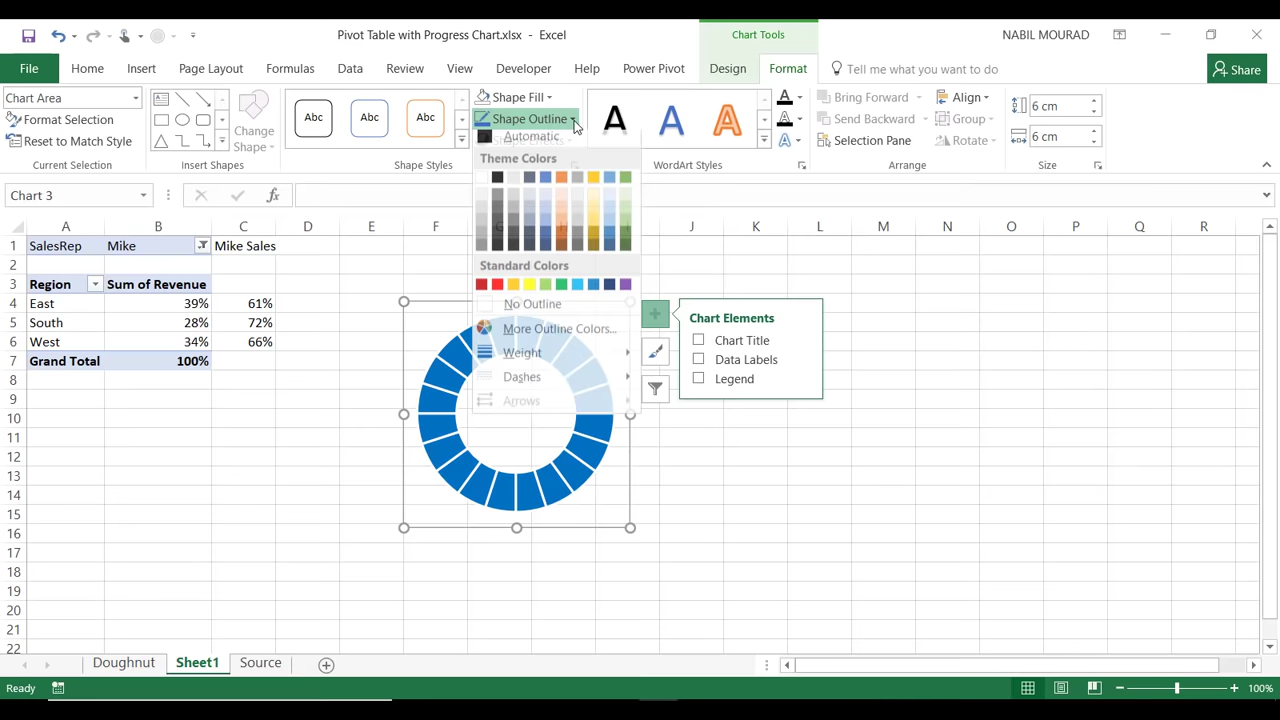 Pivot Table with Progress Chart.xlsx - Excel
Chart Tools
NABIL MOURAD
File Home Insert Page Layout Formulas Data Review View Developer Help Power Pivot Design Format Tell me what you want to do Share
Chart Area
Format Selection
Reset to Match Style
Current Selection
Change
Shapes
Insert Shapes
Abc Abc Abc
Shape Styles
Shape Fill
Shape Outline
Shape Effects
Automatic
Theme Colors
Standard Colors
No Outline
More Outline Colors...
Weight
Dashes
Arrows
A A A
WordArt Styles
Bring Forward
Send Backward
Selection Pane
Align
Group
Rotate
Arrange
6 cm
6 cm
Size
Chart 3
fx
A B C D E F G H I J K L M N O P Q R
1 SalesRep Mike Mike Sales
2
3 Region Sum of Revenue
4 East 39% 61%
5 South 28% 72%
6 West 34% 66%
7 Grand Total 100%
8
9
10
11
12
13
14
15
16
17
18
19
20
21
22
Chart Elements
Chart Title
Data Labels
Legend
Doughnut Sheet1 Source
Ready
100%